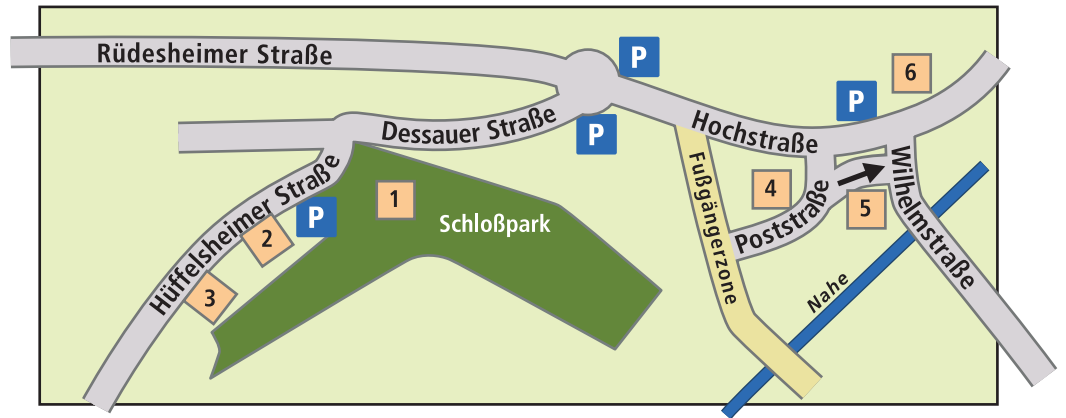 Rüdesheimer Straße
P
6
P
Dessauer Straße
P
Hochstraße
Hüffelsheimer Straße
Fußgängerzone
Wilhelmstraße
1
4
Poststraße
5
P
Schloßpark
2
3
Nahe